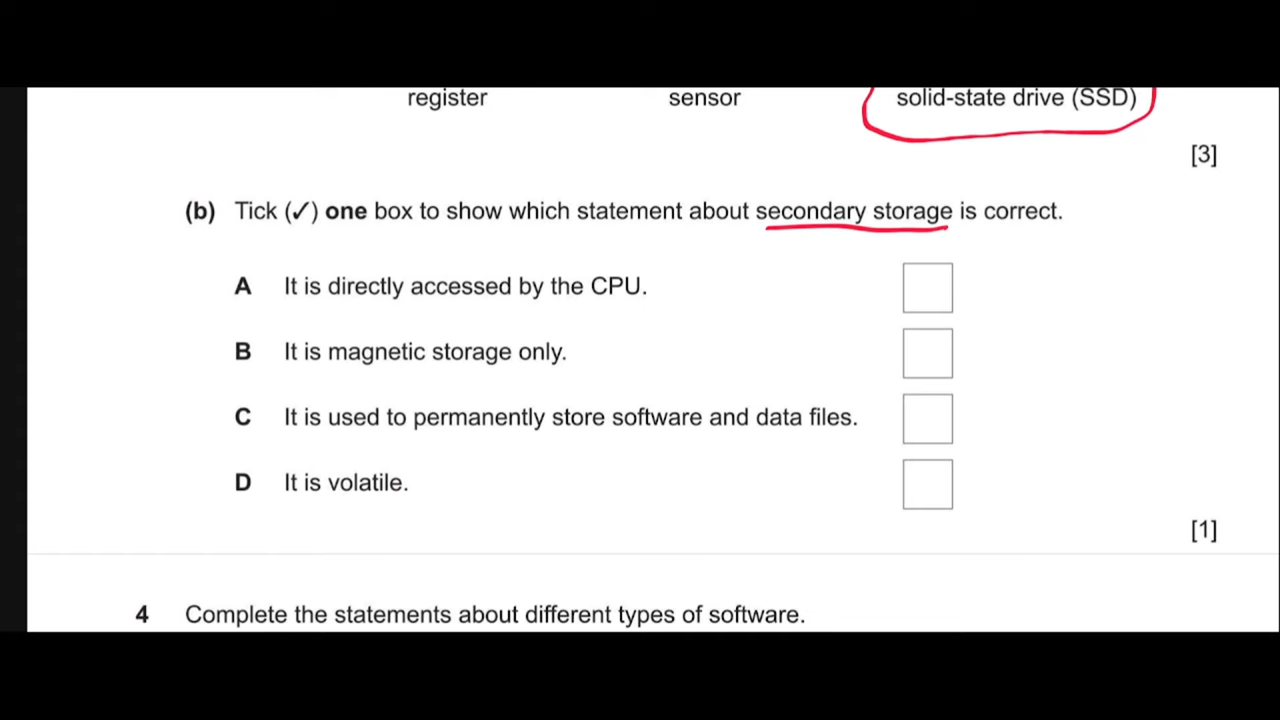 register sensor solid-state drive (SSD)
[3]
(b) Tick (✓) one box to show which statement about secondary storage is correct.
A It is directly accessed by the CPU.
B It is magnetic storage only.
C It is used to permanently store software and data files.
D It is volatile.
[1]
4 Complete the statements about different types of software.